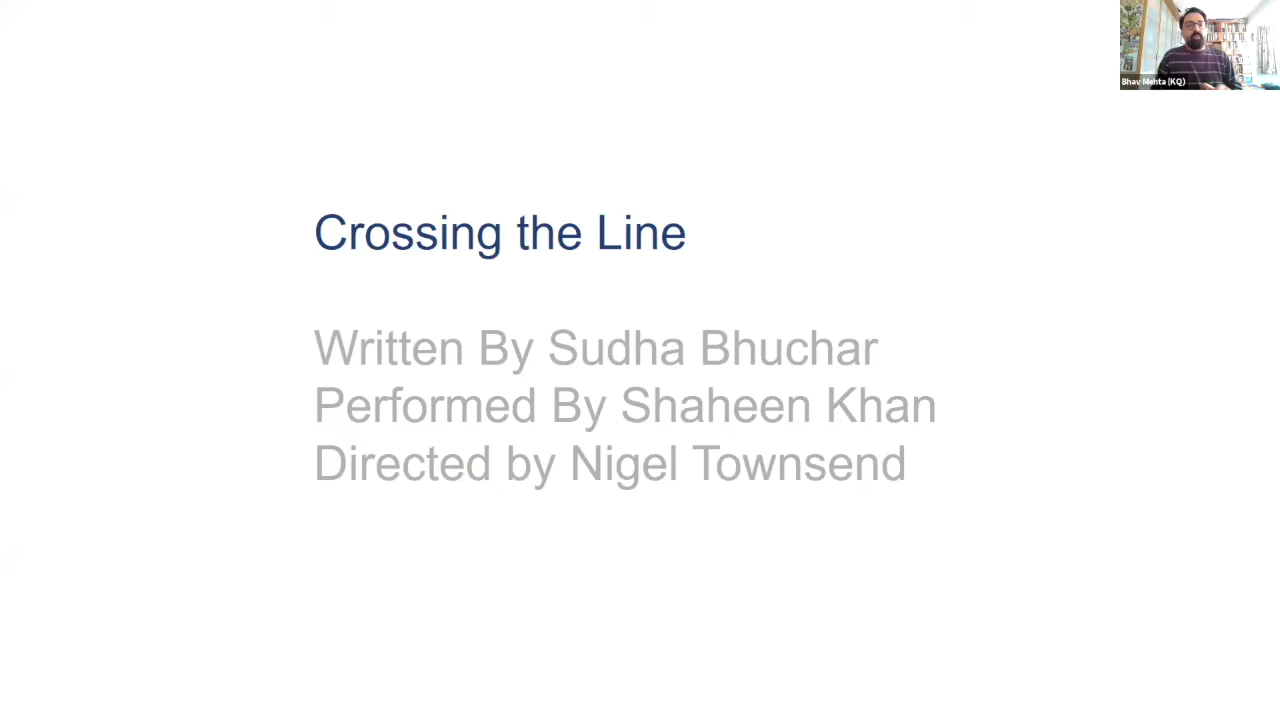 Bhav Mehta (KQ)
Crossing the Line
Written By Sudha Bhuchar
Performed By Shaheen Khan
Directed by Nigel Townsend